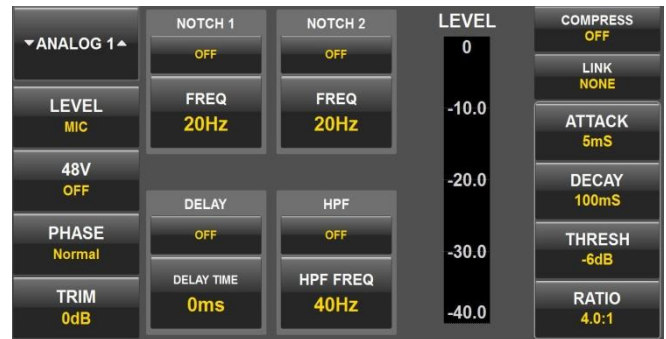 ▼ANALOG 1▲
LEVEL
MIC
48V
OFF
PHASE
Normal
TRIM
0dB
NOTCH 1
OFF
FREQ
20Hz
NOTCH 2
OFF
FREQ
20Hz
DELAY
OFF
DELAY TIME
0ms
HPF
OFF
HPF FREQ
40Hz
LEVEL
0
-10.0
-20.0
-30.0
-40.0
COMPRESS
OFF
LINK
NONE
ATTACK
5mS
DECAY
100mS
THRESH
-6dB
RATIO
4.0:1